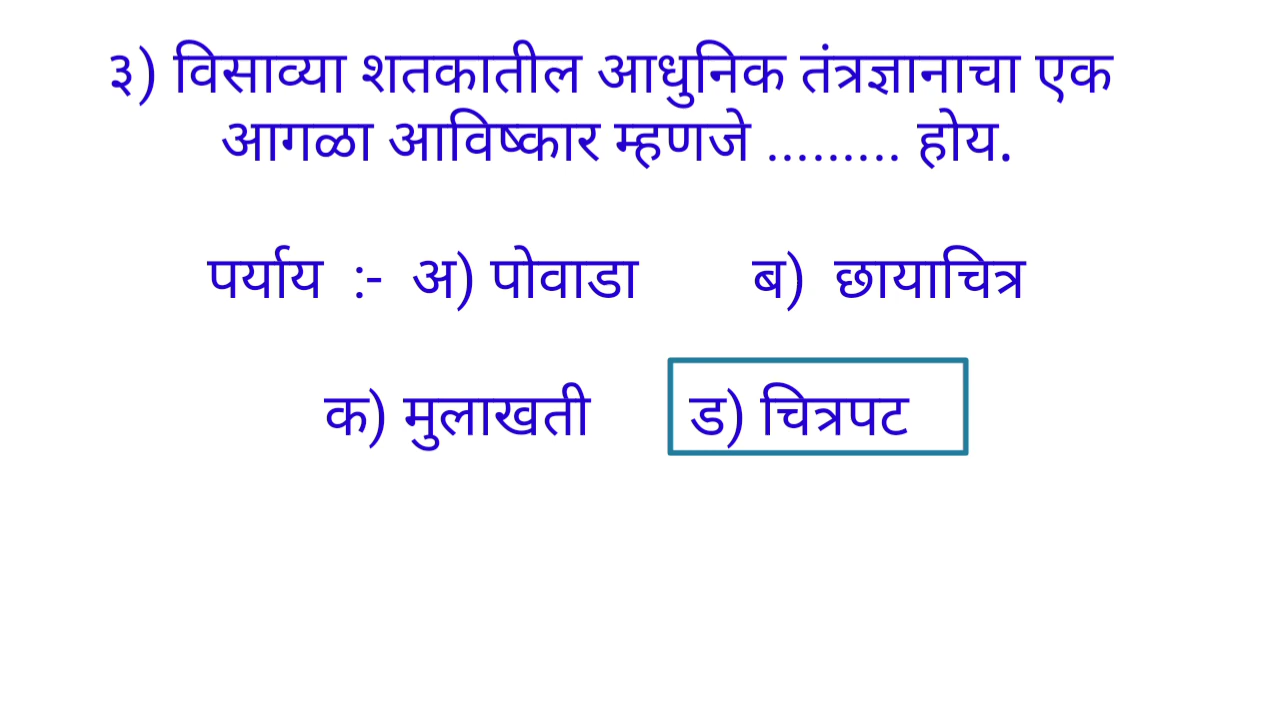 ३) विसाव्या शतकातील आधुनिक तंत्रज्ञानाचा एक
आगळा आविष्कार म्हणजे ......... होय.
पर्याय :- अ) पोवाडा ब) छायाचित्र
क) मुलाखती ड) चित्रपट